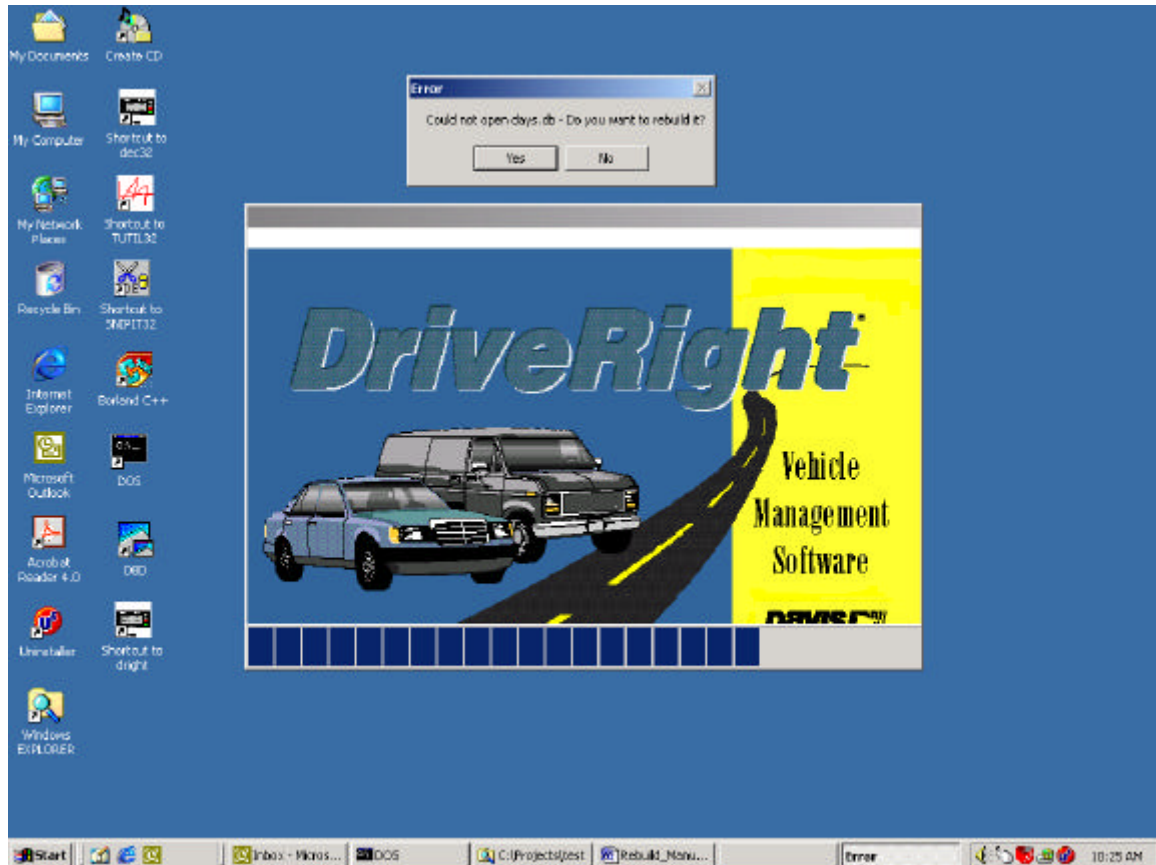 My Documents
Create CD
My Computer
Shortcut to
dec32
My Network
Places
Shortcut to
TUTIL32
Recycle Bin
Shortcut to
SNIPIT32
Internet
Explorer
Borland C++
Microsoft
Outlook
DOS
Acrobat
Reader 4.0
DBD
Uninstaller
Shortcut to
dright
Windows
EXPLORER
Error
Could not open days.db - Do you want to rebuild it?
Yes
No
DriveRight
Vehicle
Management
Software
DAVIS
Start
Inbox - Micros...
DOS
C:\Projects\test
Rebuild_Manu...
Error
10:25 AM